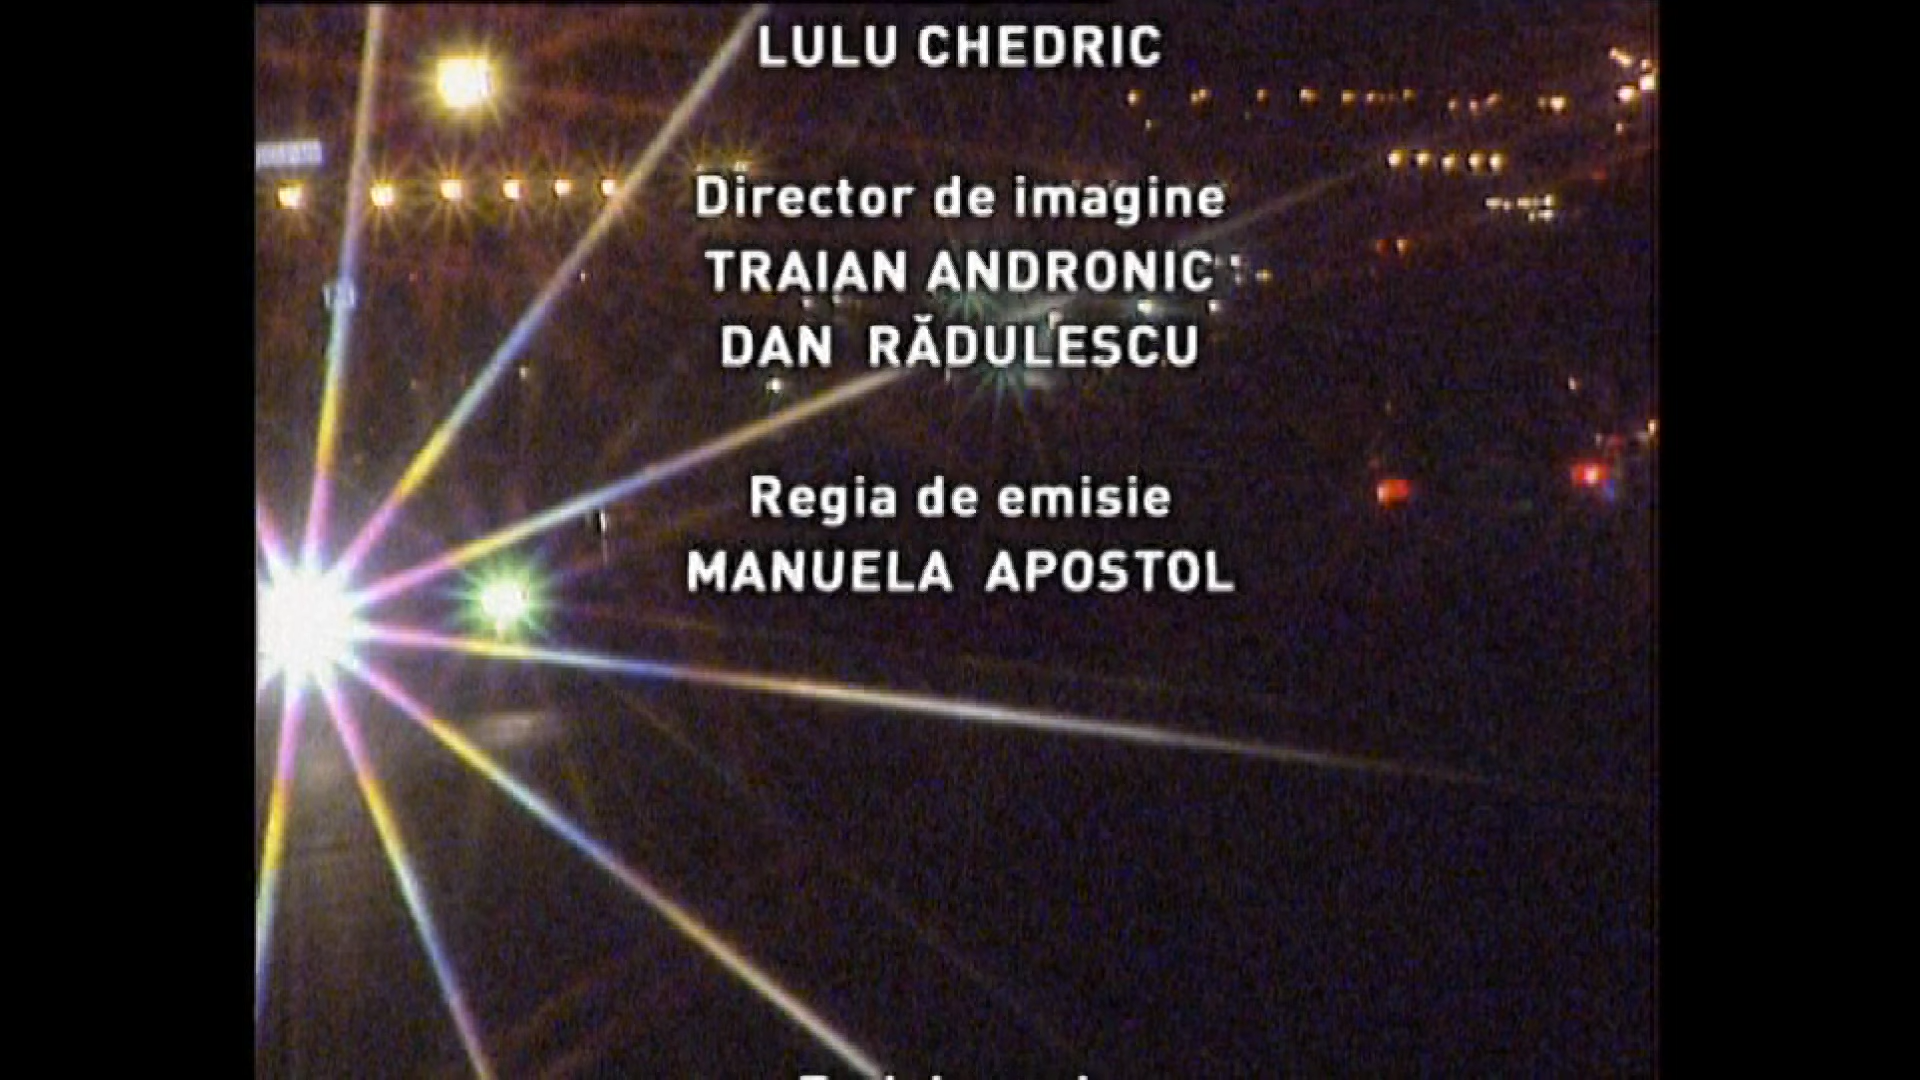 LULU CHEDRIC
Director de imagine
TRAIAN ANDRONIC
DAN RĂDULESCU
Regia de emisie
MANUELA APOSTOL